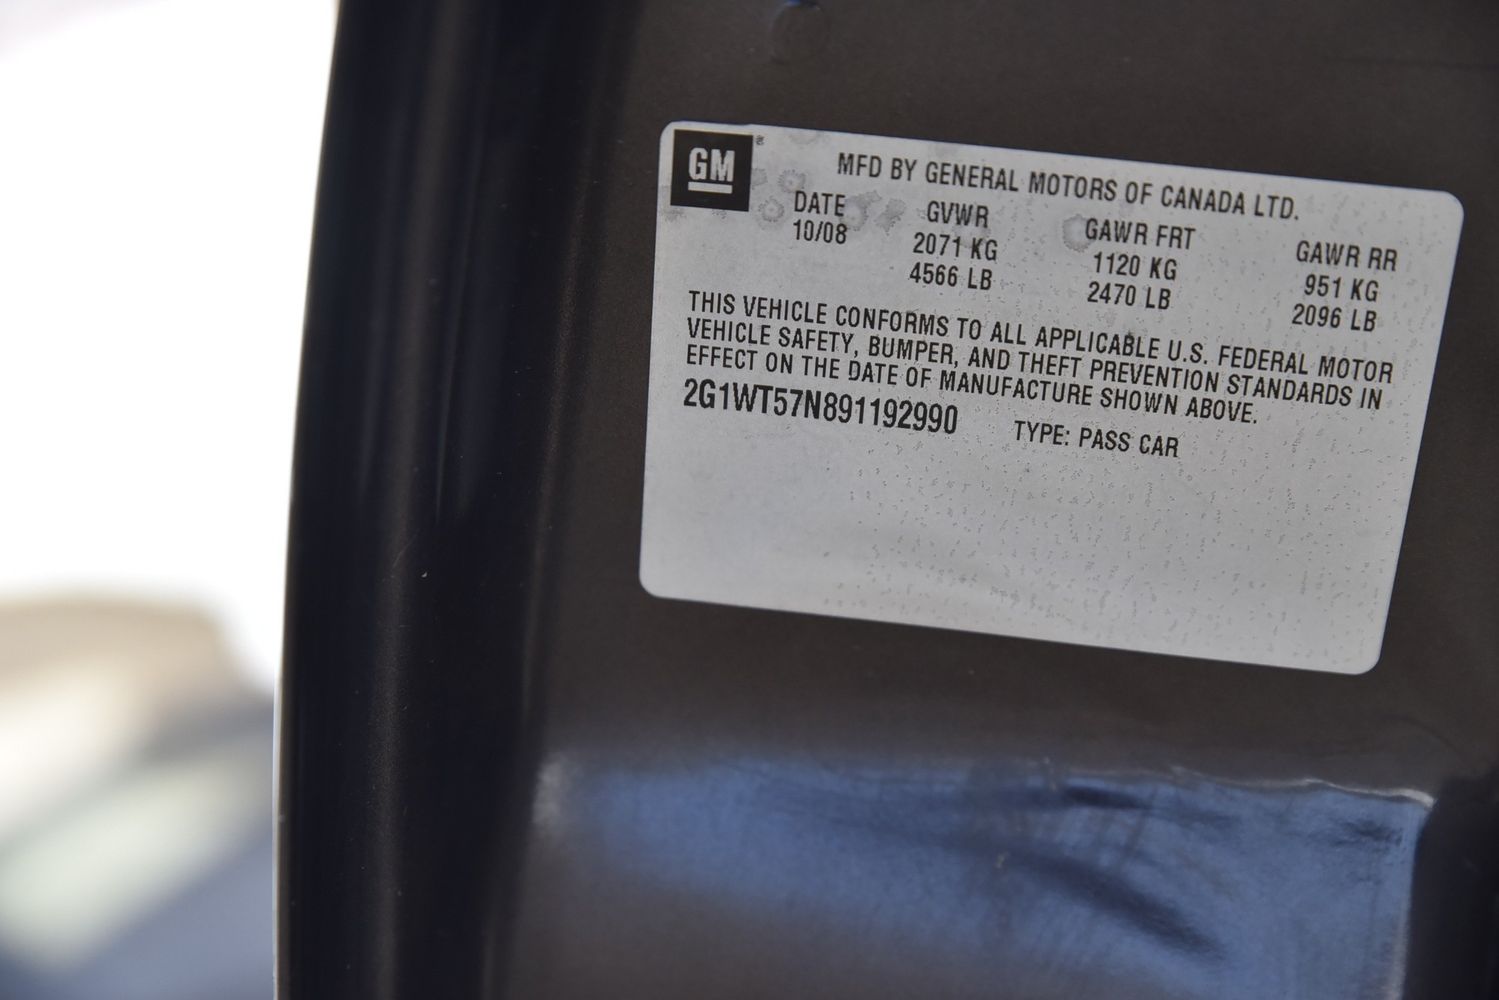 GM
MFD BY GENERAL MOTORS OF CANADA LTD.
DATE GVWR GAWR FRT GAWR RR
10/08 2071 KG 1120 KG 951 KG
4566 LB 2470 LB 2096 LB
THIS VEHICLE CONFORMS TO ALL APPLICABLE U.S. FEDERAL MOTOR
VEHICLE SAFETY, BUMPER, AND THEFT PREVENTION STANDARDS IN
EFFECT ON THE DATE OF MANUFACTURE SHOWN ABOVE.
2G1WT57N891192990 TYPE: PASS CAR